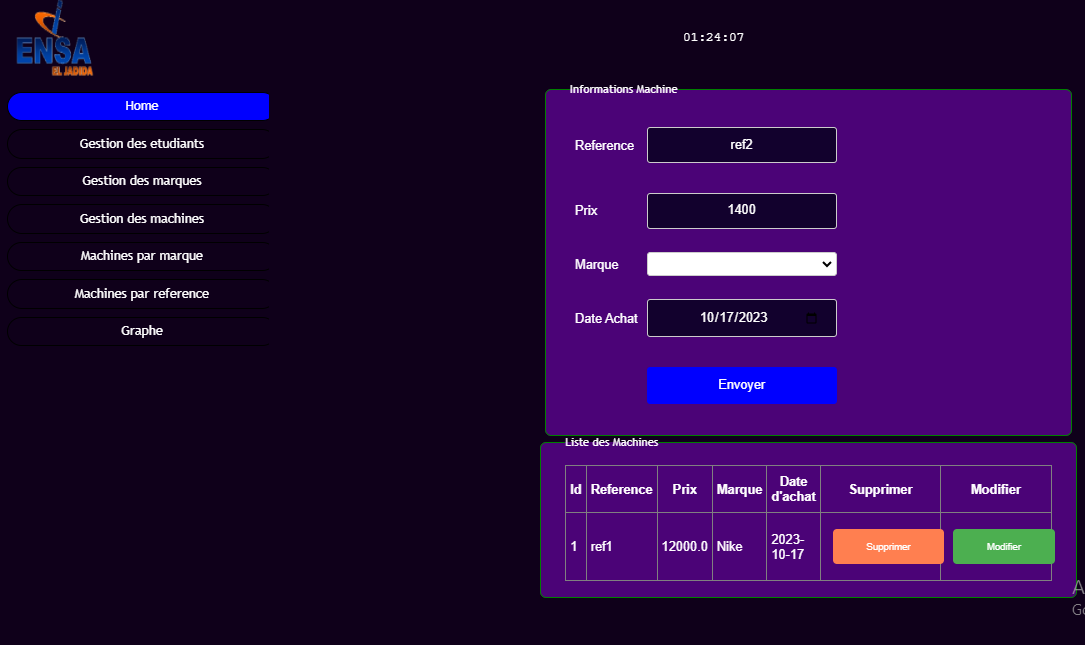 ENSA
EL JADIDA
01:24:07
Home
Gestion des etudiants
Gestion des marques
Gestion des machines
Machines par marque
Machines par reference
Graphe
Informations Machine
Reference ref2
Prix 1400
Marque
Date Achat 10/17/2023
Envoyer
Liste des Machines
Id Reference Prix Marque Date d'achat Supprimer Modifier
1 ref1 12000.0 Nike 2023-10-17 Supprimer Modifier